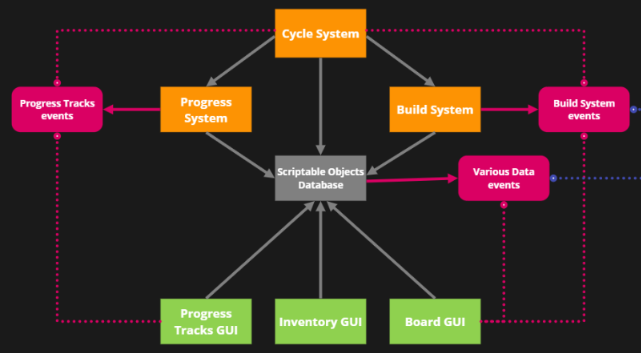 Cycle System
Progress Tracks
events
Progress
System
Build System
Build System
events
Scriptable Objects
Database
Various Data
events
Progress
Tracks GUI
Inventory GUI
Board GUI